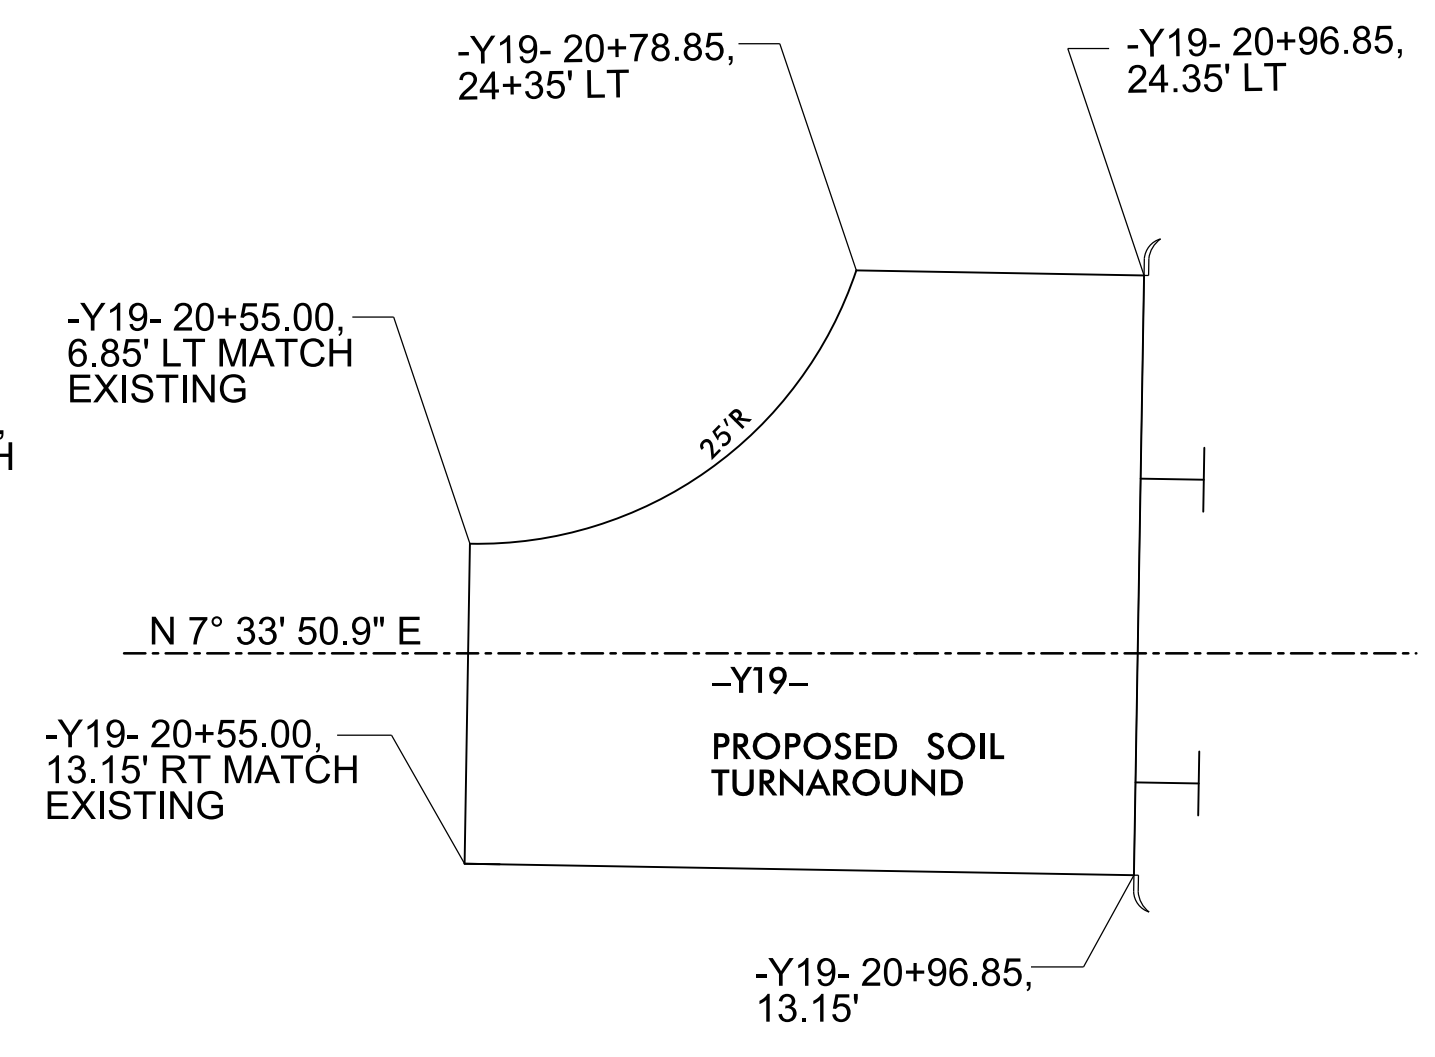 -Y19- 20+78.85,
24+35' LT
-Y19- 20+96.85,
24.35' LT
-Y19- 20+55.00,
6.85' LT MATCH
EXISTING
25'R
N 7° 33' 50.9" E
–Y19–
-Y19- 20+55.00,
13.15' RT MATCH
EXISTING
PROPOSED SOIL
TURNAROUND
-Y19- 20+96.85,
13.15'